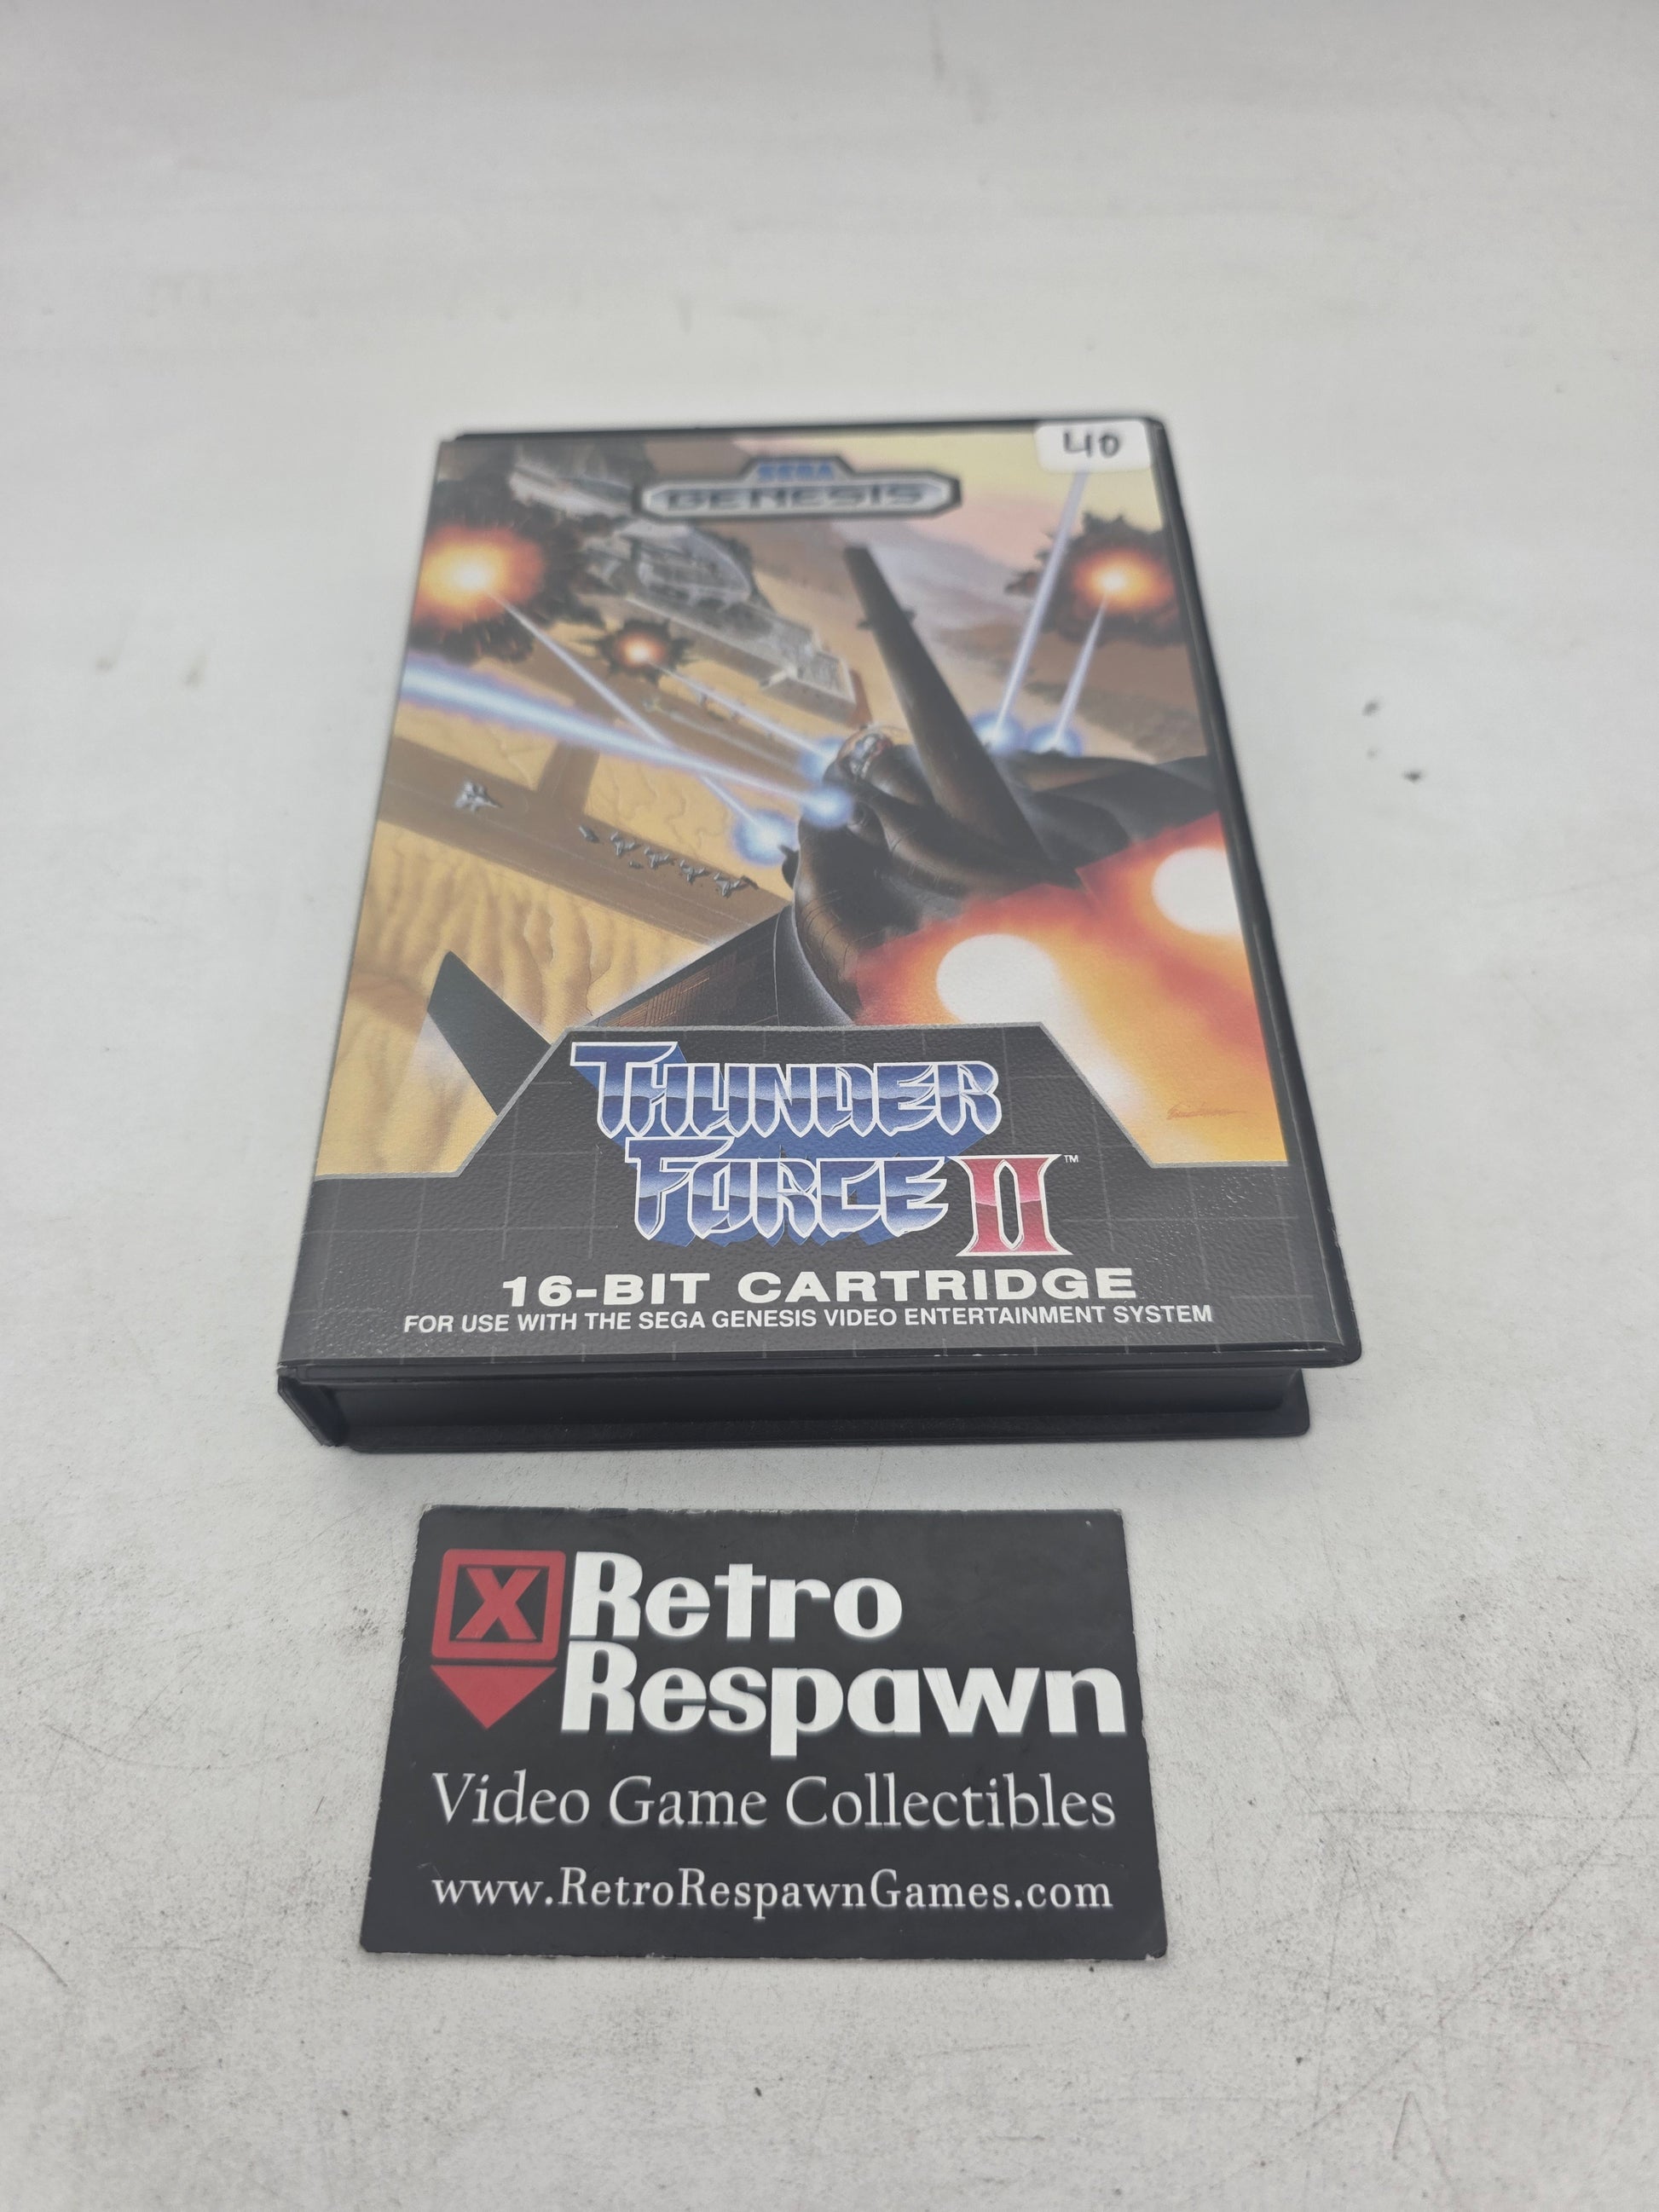 40
SEGA
GENESIS
THUNDER
FORCE II™
16-BIT CARTRIDGE
FOR USE WITH THE SEGA GENESIS VIDEO ENTERTAINMENT SYSTEM
X Retro
Respawn
Video Game Collectibles
www.RetroRespawnGames.com